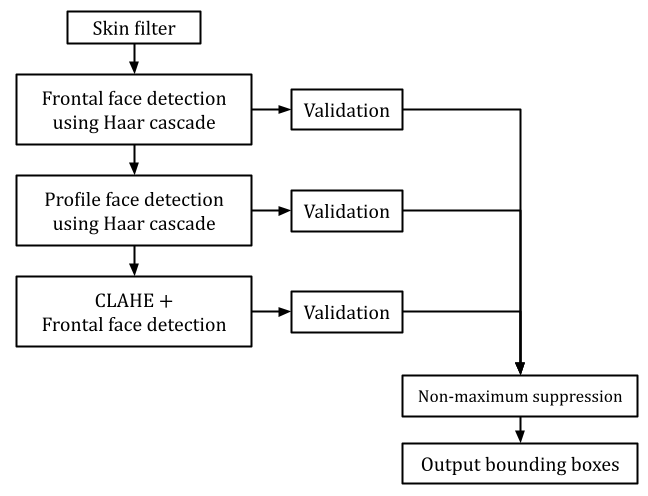 Skin filter
Frontal face detection
using Haar cascade
Validation
Profile face detection
using Haar cascade
Validation
CLAHE +
Frontal face detection
Validation
Non-maximum suppression
Output bounding boxes